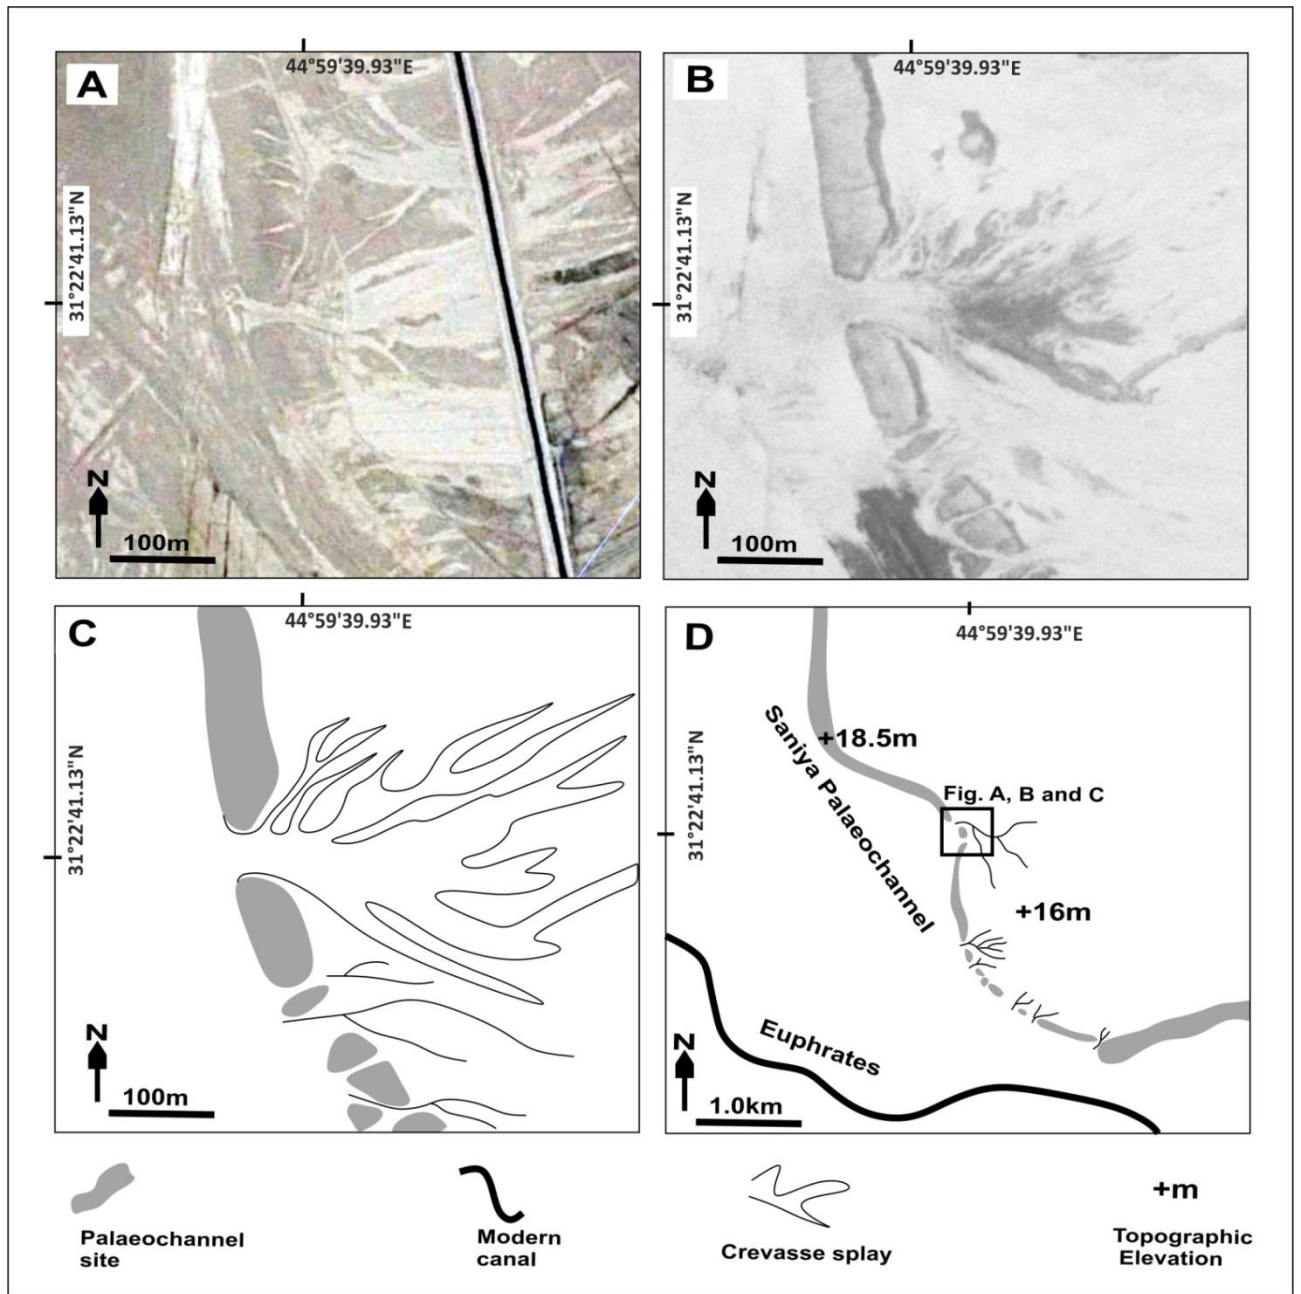 A
44°59'39.93"E
31°22'41.13"N
N
100m
B
44°59'39.93"E
31°22'41.13"N
N
100m
C
44°59'39.93"E
31°22'41.13"N
N
100m
D
44°59'39.93"E
31°22'41.13"N
+18.5m
Saniya Palaeochannel
Fig. A, B and C
+16m
Euphrates
N
1.0km
Palaeochannel
site
Modern
canal
Crevasse splay
+m
Topographic
Elevation